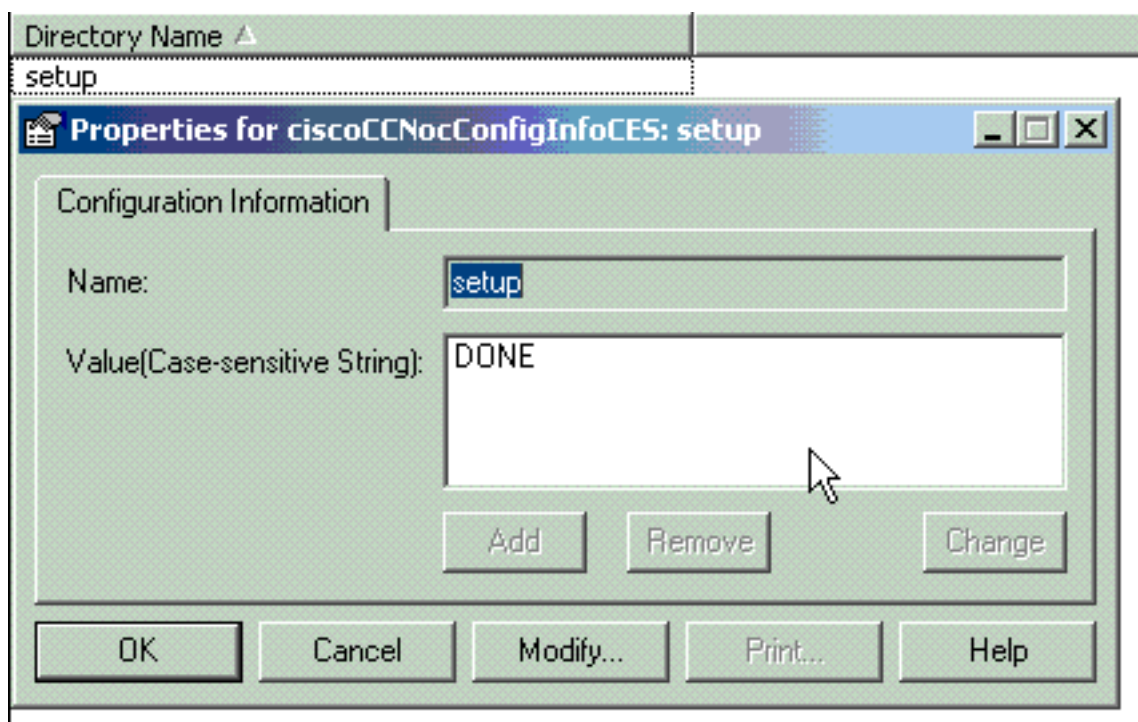 Directory Name
setup
Properties for ciscoCCNocConfigInfoCES: setup
Configuration Information
Name:
setup
Value(Case-sensitive String):
DONE
Add
Remove
Change
OK
Cancel
Modify...
Print...
Help